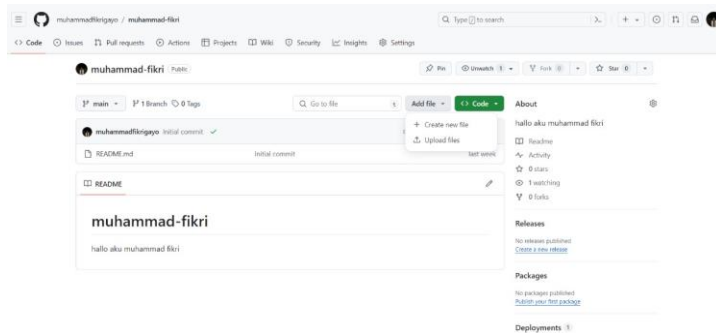 muhammadfikrigayo / muhammad-fikri
Type / to search
Code Issues Pull requests Actions Projects Wiki Security Insights Settings
muhammad-fikri Public
Pin Unwatch 1 Fork 0 Star 0
main 1 Branch 0 Tags
Go to file t
Add file Code
Create new file
Upload files
muhammadfikrigayo Initial commit
README.md Initial commit last week
README
muhammad-fikri
hallo aku muhammad fikri
About
hallo aku muhammad fikri
Readme
Activity
0 stars
1 watching
0 forks
Releases
No releases published
Create a new release
Packages
No packages published
Publish your first package
Deployments 1